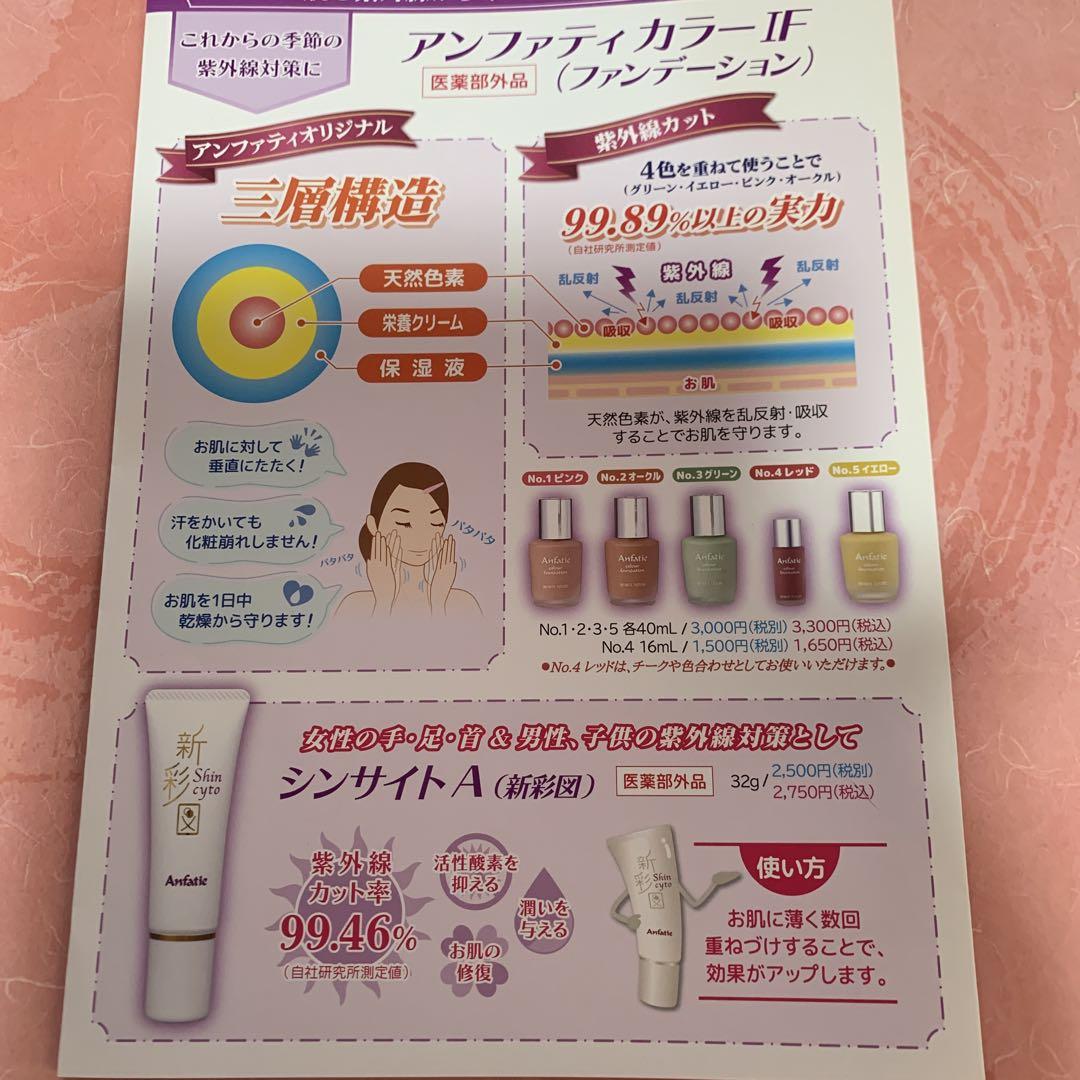 これからの季節の
紫外線対策に
アンファティ カラー IF
医薬部外品
(ファンデーション)
アンファティオリジナル
三層構造
天然色素
栄養クリーム
保湿液
お肌に対して
垂直にたたく!
汗をかいても
化粧崩れしません!
お肌を1日中
乾燥から守ります!
パタパタ
パタパタ
紫外線カット
4色を重ねて使うことで
(グリーン・イエロー・ピンク・オークル)
99.89%以上の実力
(自社研究所測定値)
乱反射
紫外線
乱反射
乱反射
吸収
吸収
お肌
天然色素が、紫外線を乱反射・吸収
することでお肌を守ります。
No.1 ピンク
No.2 オークル
No.3 グリーン
No.4 レッド
No.5 イエロー
Anfatie
colour
foundation
Anfatie
colour
foundation
Anfatie
colour
foundation
Anfatie
colour
foundation
Anfatie
colour
foundation
No.1・2・3・5 各40mL / 3,000円(税別) 3,300円(税込)
No.4 16mL / 1,500円(税別) 1,650円(税込)
●No.4 レッドは、チークや色合わせとしてお使いいただけます。●
女性の手・足・首 & 男性、子供の紫外線対策として
シンサイト A (新彩図)
医薬部外品
32g/
2,500円(税別)
2,750円(税込)
新彩図
Shin
cyto
Anfatie
紫外線
カット率
99.46%
(自社研究所測定値)
活性酸素を
抑える
潤いを
与える
お肌の
修復
新彩図
Shin
cyto
Anfatie
使い方
お肌に薄く数回
重ねづけすることで、
効果がアップします。